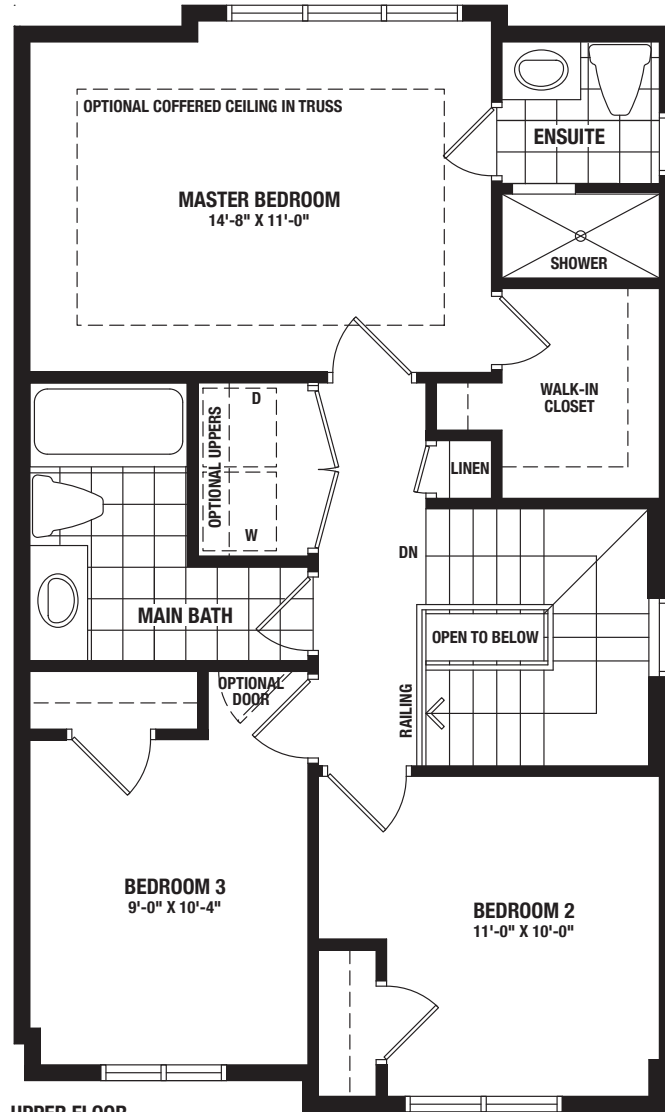 OPTIONAL COFFERED CEILING IN TRUSS
ENSUITE
MASTER BEDROOM
14'-8" X 11'-0"
SHOWER
WALK-IN
CLOSET
D
OPTIONAL UPPERS
W
LINEN
DN
MAIN BATH
OPEN TO BELOW
OPTIONAL
DOOR
RAILING
BEDROOM 3
9'-0" X 10'-4"
BEDROOM 2
11'-0" X 10'-0"
UPPER FLOOR